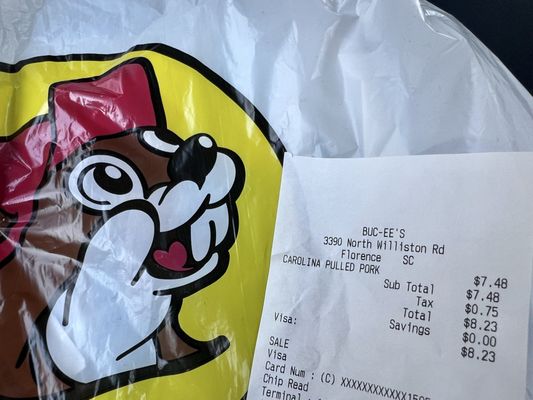 BUC-EE'S
3390 North Williston Rd
Florence SC
CAROLINA PULLED PORK $7.48
Sub Total $7.48
Tax $0.75
Total $8.23
Savings $0.00
Visa: $8.23
SALE
Visa
Card Num : (C)
Chip Read
Terminal